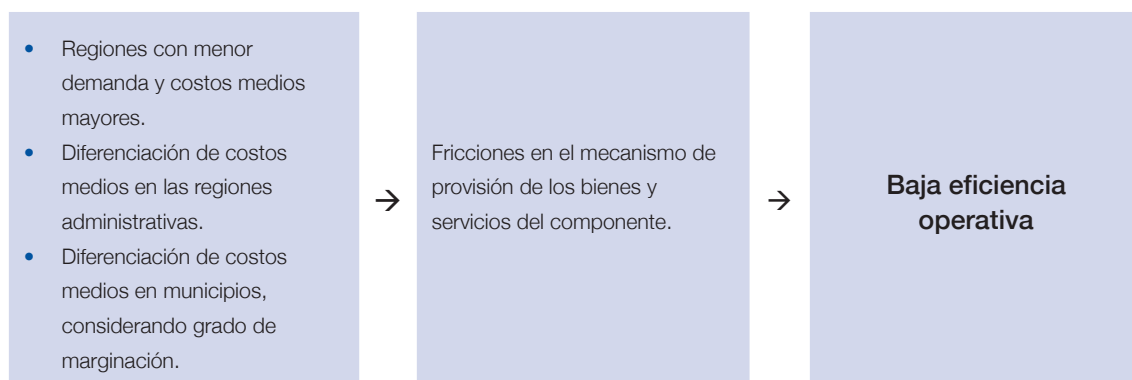 • Regiones con menor
demanda y costos medios
mayores.
• Diferenciación de costos
medios en las regiones
administrativas.
• Diferenciación de costos
medios en municipios,
considerando grado de
marginación.
→
Fricciones en el mecanismo de
provisión de los bienes y
servicios del componente.
→
Baja eficiencia
operativa